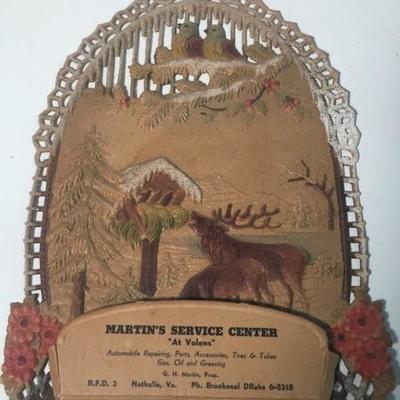 MARTIN'S SERVICE CENTER
"At Volens"
Automobile Repairing, Parts, Accessories, Tires & Tubes
Gas, Oil and Greasing
G. H. Martin, Prop.
R.F.D. 3 Nathalie, Va. Ph. Brookneal DRake 6-5218